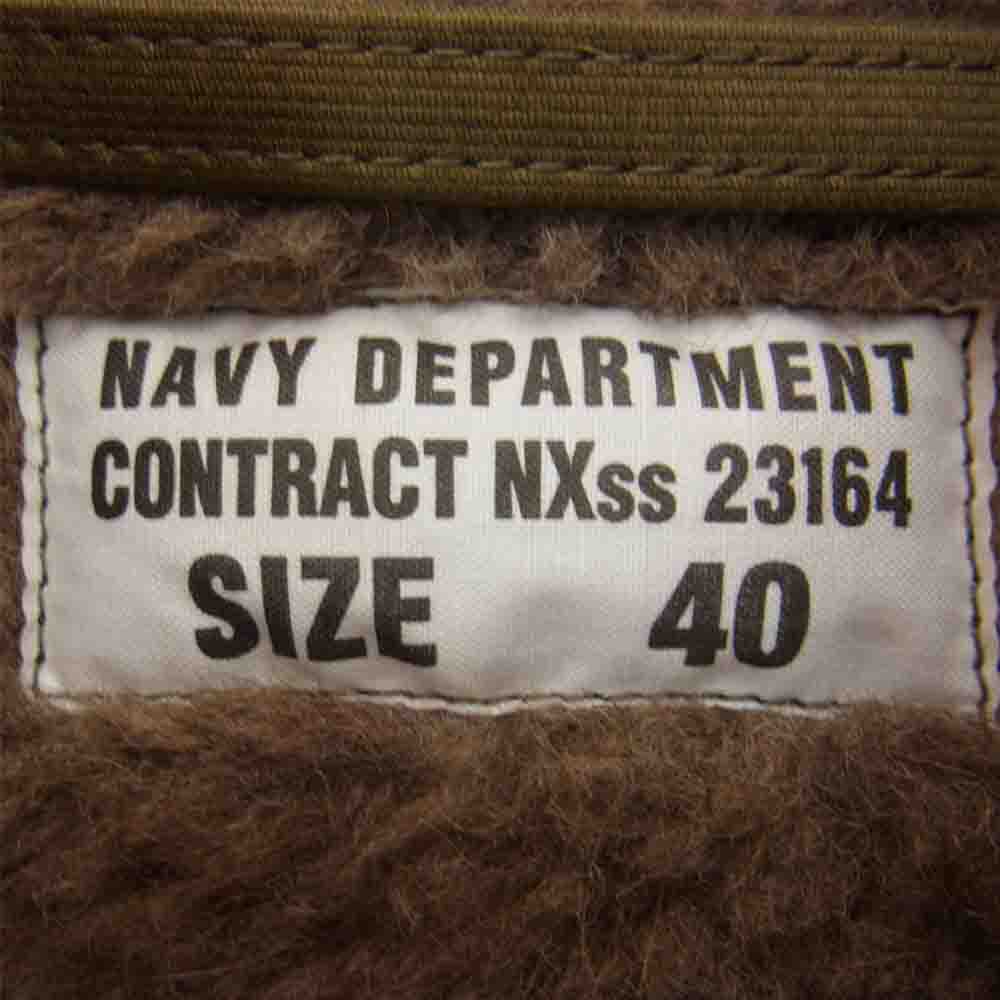 NAVY DEPARTMENT
CONTRACT NXss 23164
SIZE 40